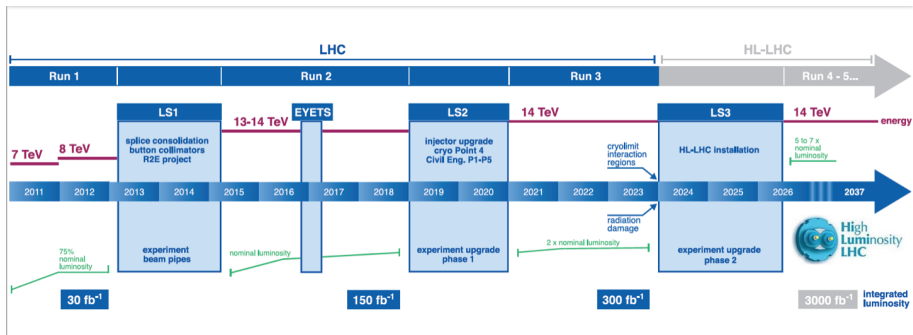 LHC
HL-LHC
Run 1
Run 2
Run 3
Run 4 - 5...
LS1
EYETS
LS2
LS3
13-14 TeV
14 TeV
14 TeV
energy
splice consolidation
button collimators
R2E project
injector upgrade
cryo Point 4
Civil Eng. P1-P5
HL-LHC installation
7 TeV
8 TeV
cryolimit
interaction
regions
5 to 7 x
nominal
luminosity
2011
2012
2013
2014
2015
2016
2017
2018
2019
2020
2021
2022
2023
2024
2025
2026
2037
radiation
damage
75%
nominal
luminosity
experiment
beam pipes
nominal luminosity
experiment upgrade
phase 1
2 x nominal luminosity
experiment upgrade
phase 2
High
Luminosity
LHC
30 fb⁻¹
150 fb⁻¹
300 fb⁻¹
3000 fb⁻¹
integrated
luminosity